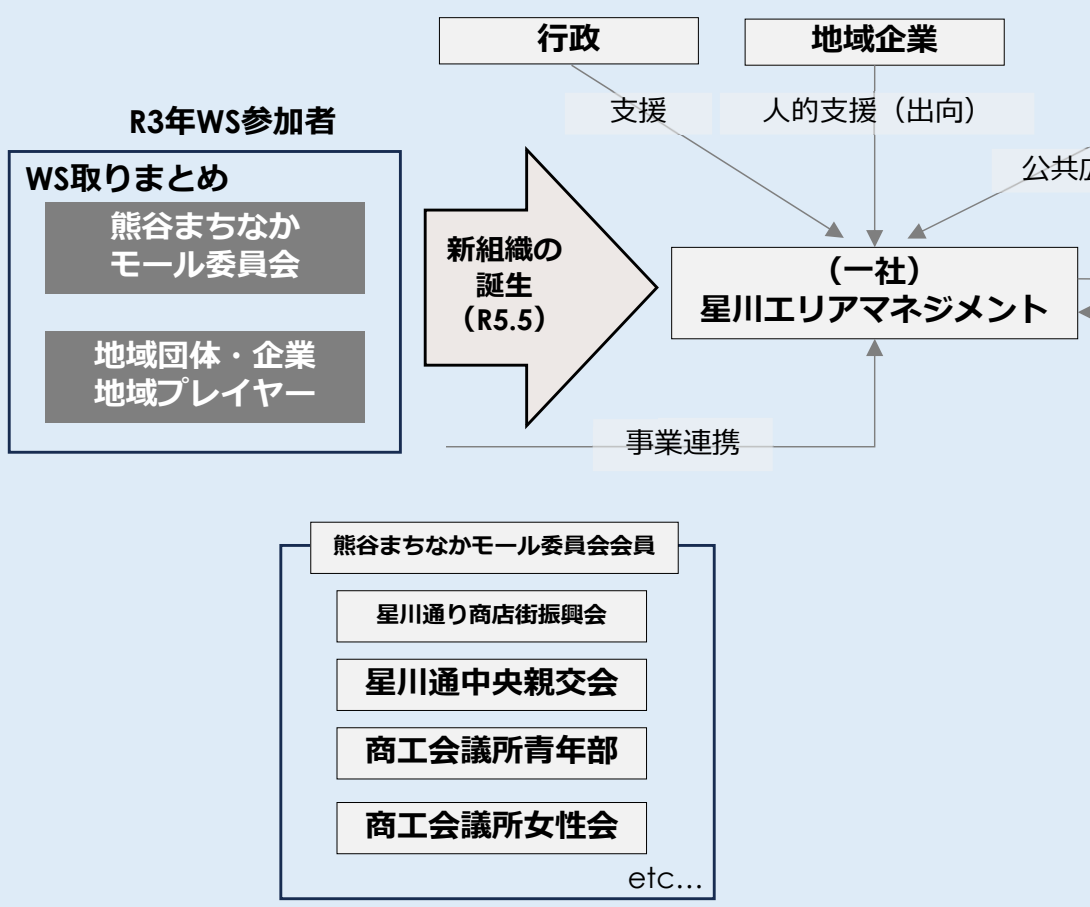 行政
地域企業
支援
人的支援（出向）
公共広
R3年WS参加者
WS取りまとめ
熊谷まちなか
モール委員会
地域団体・企業
地域プレイヤー
新組織の
誕生
（R5.5）
（一社）
星川エリアマネジメント
事業連携
熊谷まちなかモール委員会会員
星川通り商店街振興会
星川通中央親交会
商工会議所青年部
商工会議所女性会
etc…